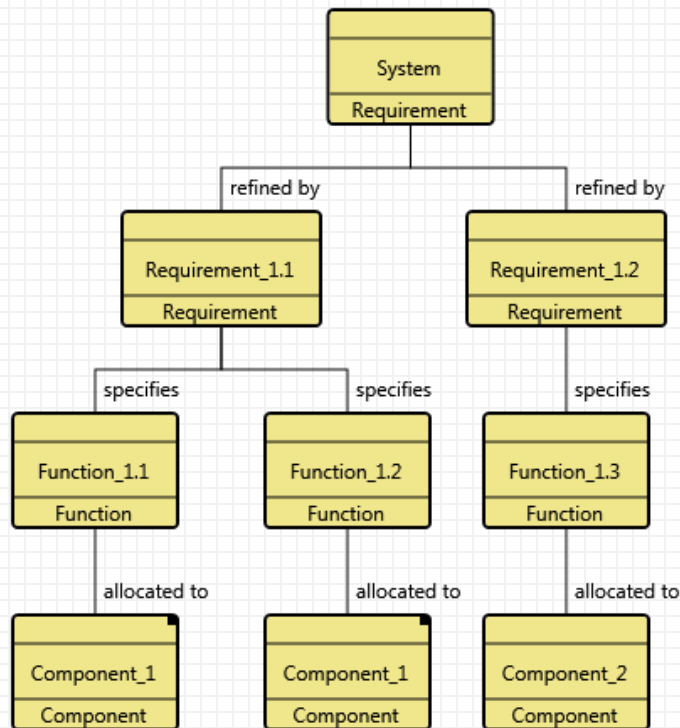 System
Requirement
refined by
refined by
Requirement_1.1
Requirement
Requirement_1.2
Requirement
specifies
specifies
specifies
Function_1.1
Function
Function_1.2
Function
Function_1.3
Function
allocated to
allocated to
allocated to
Component_1
Component
Component_1
Component
Component_2
Component